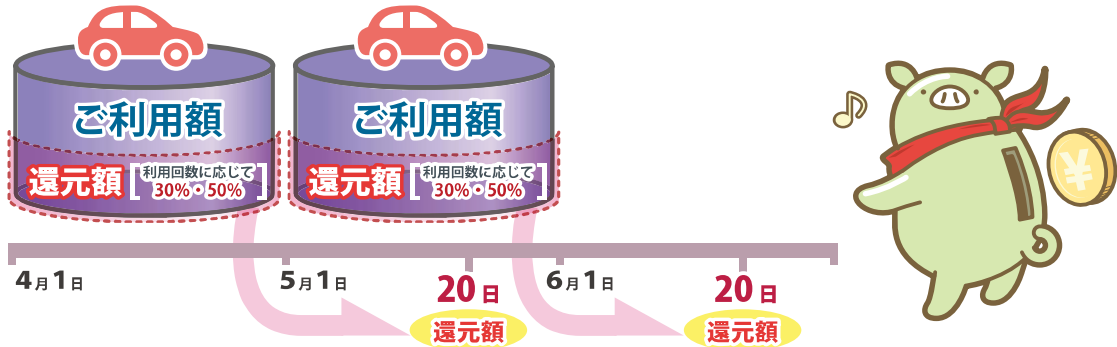 ご利用額
還元額
利用回数に応じて
30%・50%
ご利用額
還元額
利用回数に応じて
30%・50%
4月1日
5月1日
20日
6月1日
20日
還元額
還元額
¥